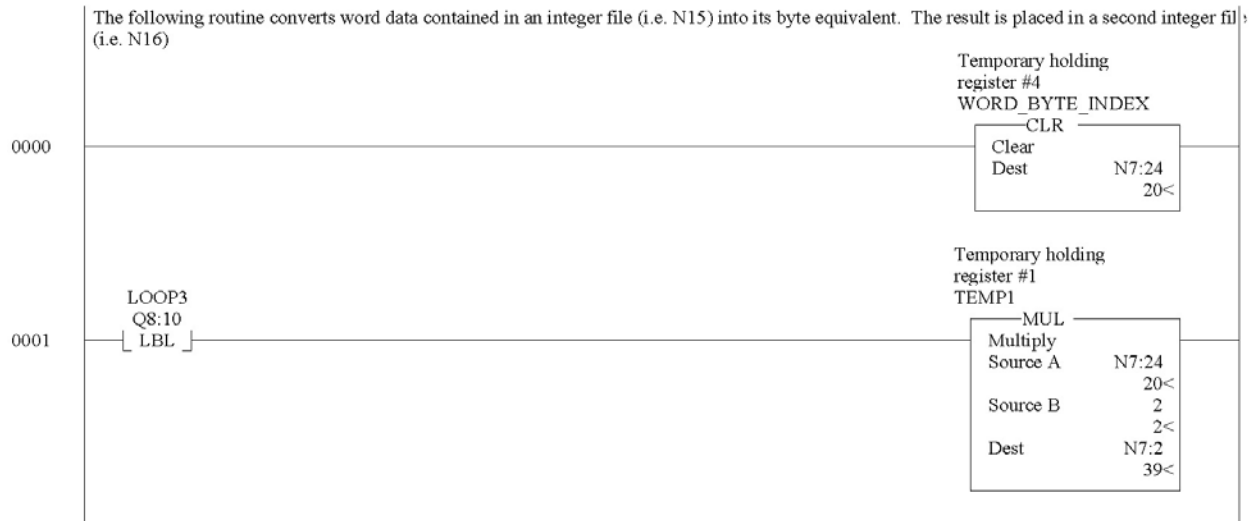 The following routine converts word data contained in an integer file (i.e. N15) into its byte equivalent.  The result is placed in a second integer fil
(i.e. N16)
Temporary holding
register #4
WORD_BYTE_INDEX
CLR
0000
Clear
Dest N7:24
20<
Temporary holding
register #1
TEMP1
LOOP3
Q8:10
MUL
0001
LBL
Multiply
Source A N7:24
20<
Source B 2
2<
Dest N7:2
39<